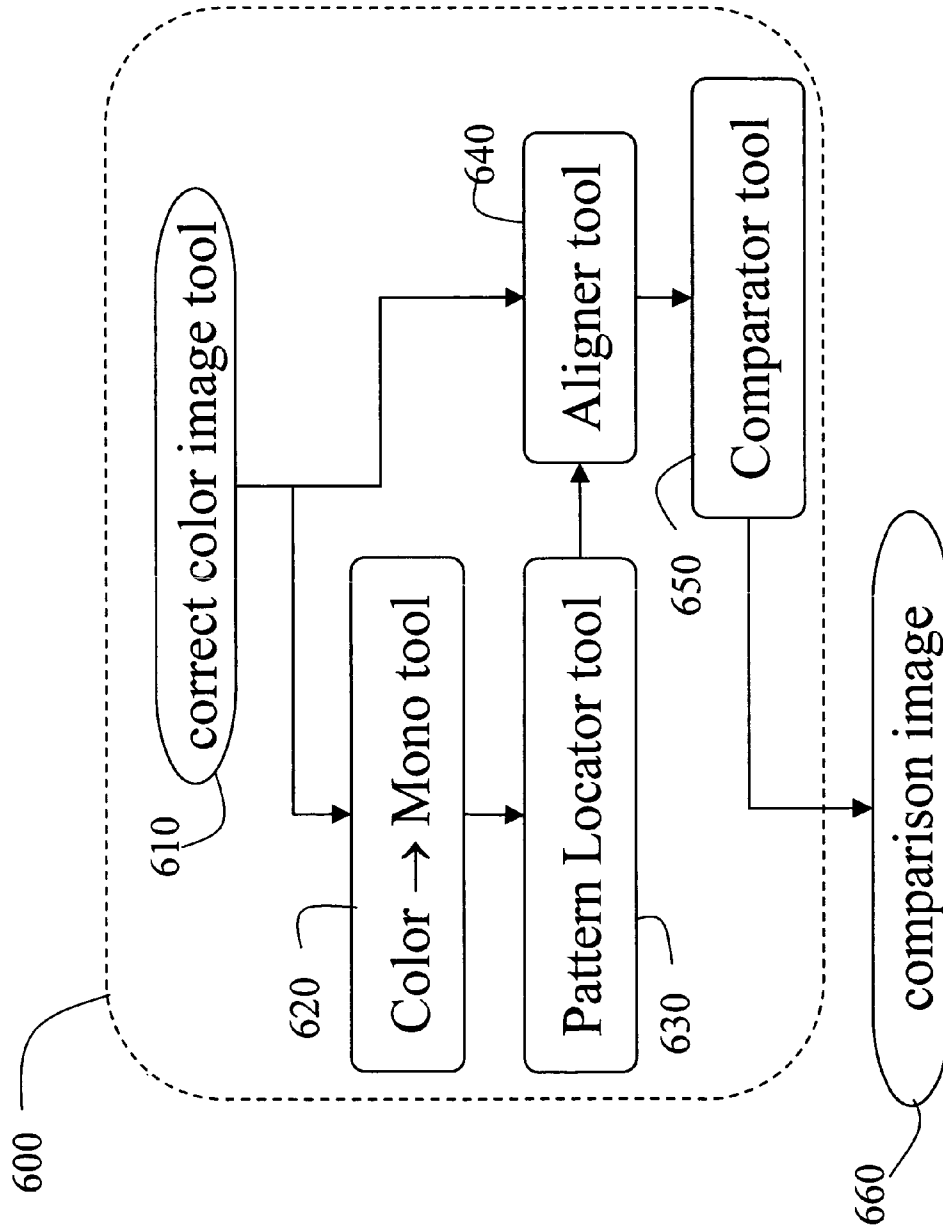 600
610
correct color image tool
620
Color → Mono tool
640
Pattern Locator tool
Aligner tool
630
650
Comparator tool
660
comparison image